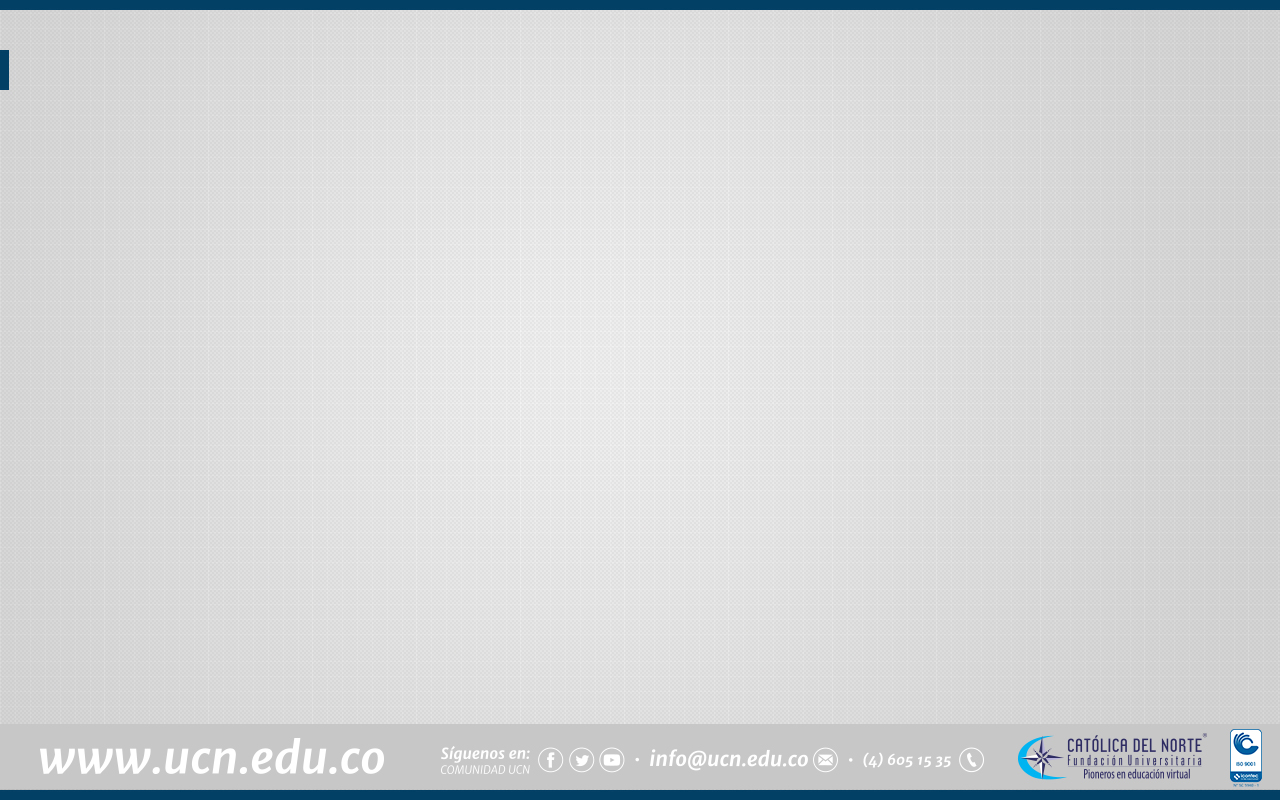 www.ucn.edu.co
Síguenos en:
COMUNIDAD UCN
info@ucn.edu.co
(4) 605 15 35
CATÓLICA DEL NORTE®
Fundación Universitaria
Pioneros en educación virtual
ISO 9001
icontec